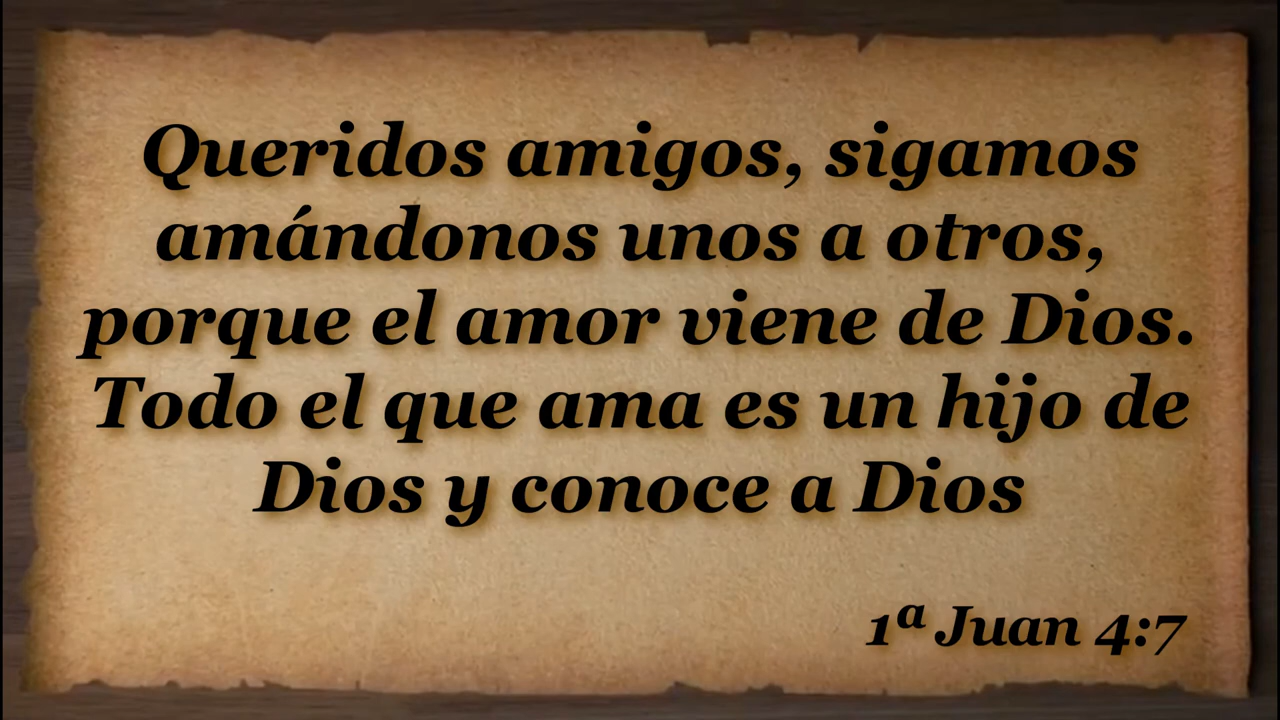 Queridos amigos, sigamos
amándonos unos a otros,
porque el amor viene de Dios.
Todo el que ama es un hijo de
Dios y conoce a Dios
1ª Juan 4:7